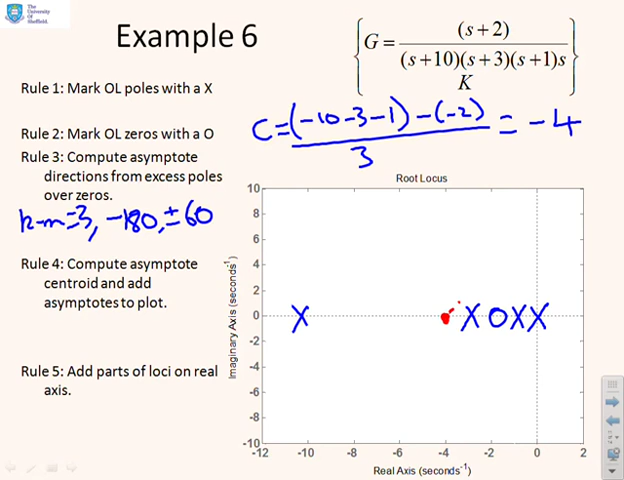 The University Of Sheffield.
Example 6
G = (s+2)
(s+10)(s+3)(s+1)s
K
Rule 1: Mark OL poles with a X
Rule 2: Mark OL zeros with a O
C = (-10-3-1) - (-2) = -4
3
Rule 3: Compute asymptote
directions from excess poles
over zeros.
n-m=3, -180, ±60
Rule 4: Compute asymptote
centroid and add
asymptotes to plot.
Rule 5: Add parts of loci on real
axis.
Root Locus
Imaginary Axis (seconds⁻¹)
10
8
6
4
2
0
-2
-4
-6
-8
-10
X X O X X
-12 -10 -8 -6 -4 -2 0 2
Real Axis (seconds⁻¹)